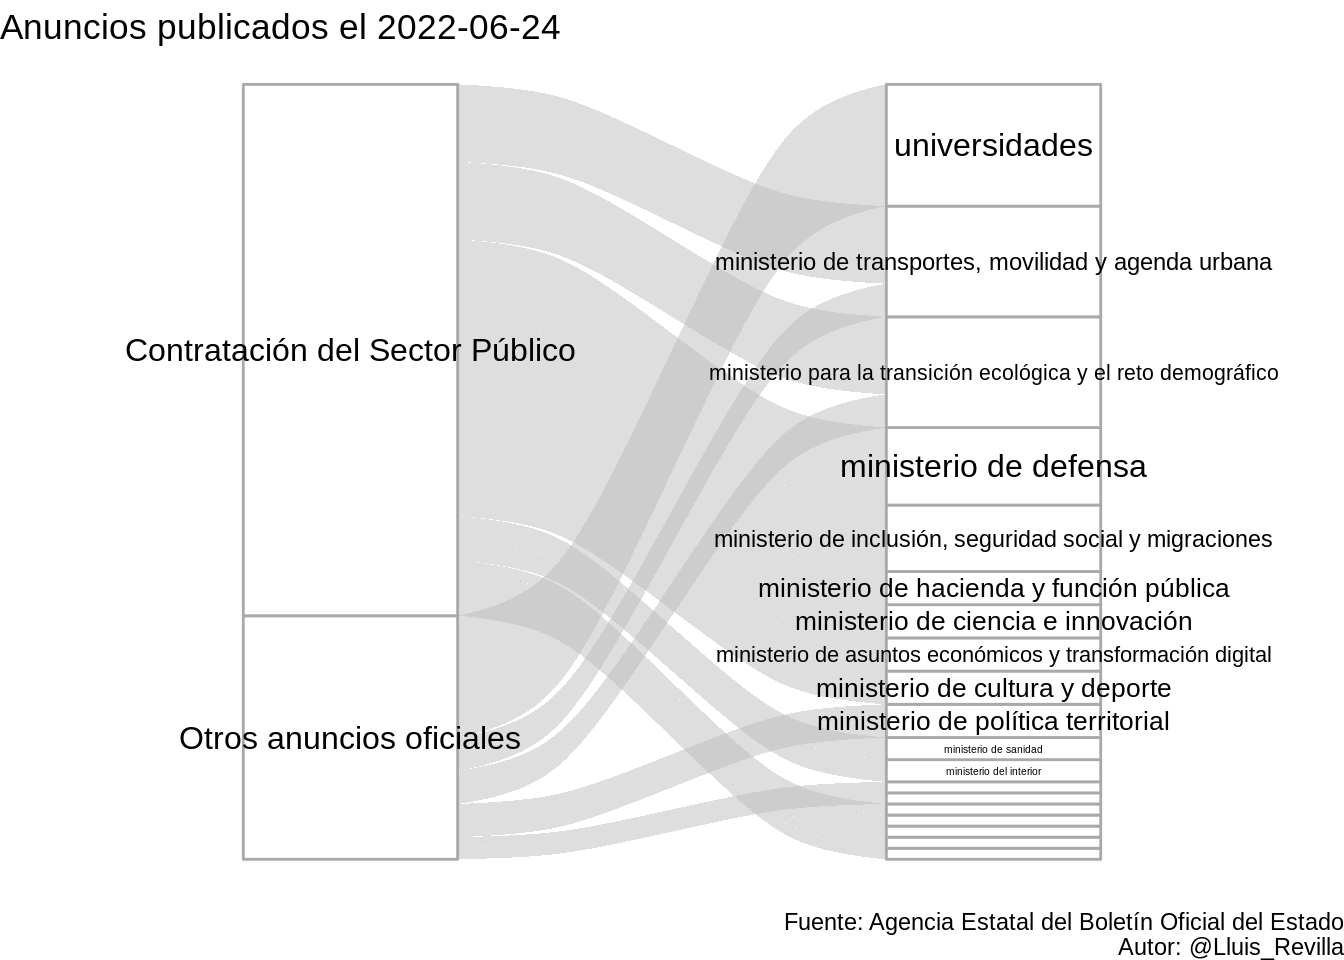 Anuncios publicados el 2022-06-24
universidades
ministerio de transportes, movilidad y agenda urbana
Contratación del Sector Público
ministerio para la transición ecológica y el reto demográfico
ministerio de defensa
ministerio de inclusión, seguridad social y migraciones
ministerio de hacienda y función pública
ministerio de ciencia e innovación
ministerio de asuntos económicos y transformación digital
ministerio de cultura y deporte
ministerio de política territorial
Otros anuncios oficiales
ministerio de sanidad
ministerio del interior
Fuente: Agencia Estatal del Boletín Oficial del Estado
Autor: @Lluis_Revilla